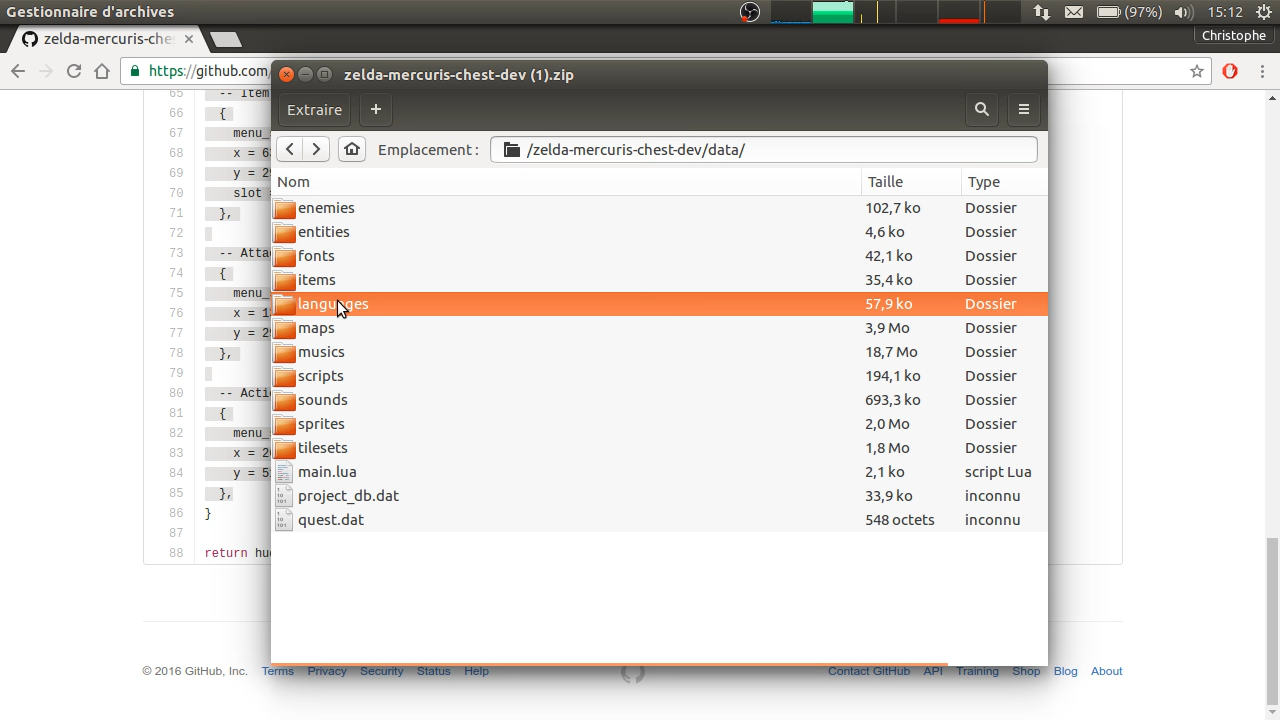 Gestionnaire d'archives (97%) 15:12
zelda-mercuris-che Christophe
https://github.com/
zelda-mercuris-chest-dev (1).zip
Extraire +
Emplacement : /zelda-mercuris-chest-dev/data/
Nom Taille Type
enemies 102,7 ko Dossier
entities 4,6 ko Dossier
fonts 42,1 ko Dossier
items 35,4 ko Dossier
languages 57,9 ko Dossier
maps 3,9 Mo Dossier
musics 18,7 Mo Dossier
scripts 194,1 ko Dossier
sounds 693,3 ko Dossier
sprites 2,0 Mo Dossier
tilesets 1,8 Mo Dossier
main.lua 2,1 ko script Lua
project_db.dat 33,9 ko inconnu
quest.dat 548 octets inconnu
65 -- Item
66 {
67 menu_
68 x = 6
69 y = 29
70 slot
71 },
72
73 -- Atta
74 {
75 menu_
76 x = 1
77 y = 29
78 },
79
80 -- Acti
81 {
82 menu_
83 x = 20
84 y = 5
85 },
86 }
87
88 return hu
© 2016 GitHub, Inc. Terms Privacy Security Status Help Contact GitHub API Training Shop Blog About